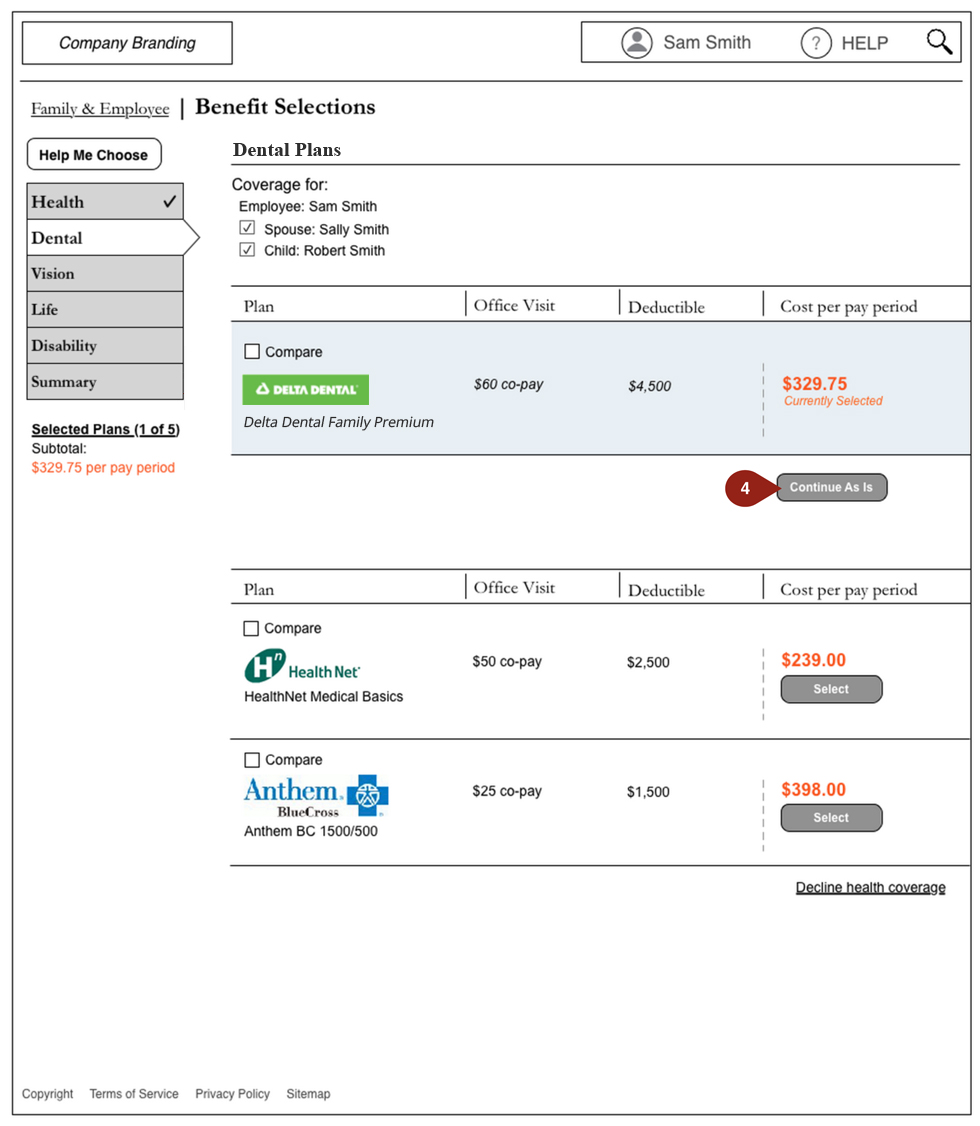 Company Branding
Sam Smith
? HELP
Family & Employee | Benefit Selections
Help Me Choose
Health
Dental
Vision
Life
Disability
Summary
Selected Plans (1 of 5)
Subtotal:
$329.75 per pay period
Dental Plans
Coverage for:
Employee: Sam Smith
Spouse: Sally Smith
Child: Robert Smith
Plan Office Visit Deductible Cost per pay period
Compare
DELTA DENTAL
Delta Dental Family Premium
$60 co-pay
$4,500
$329.75
Currently Selected
4
Continue As Is
Plan Office Visit Deductible Cost per pay period
Compare
Hn Health Net
HealthNet Medical Basics
$50 co-pay
$2,500
$239.00
Select
Compare
Anthem
BlueCross
Anthem BC 1500/500
$25 co-pay
$1,500
$398.00
Select
Decline health coverage
Copyright Terms of Service Privacy Policy Sitemap